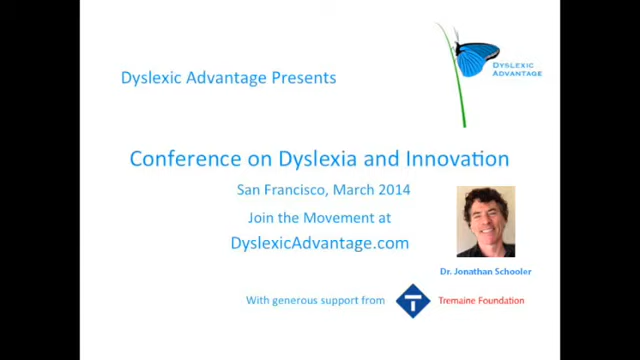 DYSLEXIC
ADVANTAGE
Dyslexic Advantage Presents
Conference on Dyslexia and Innovation
San Francisco, March 2014
Join the Movement at
DyslexicAdvantage.com
Dr. Jonathan Schooler
With generous support from
T
Tremaine Foundation